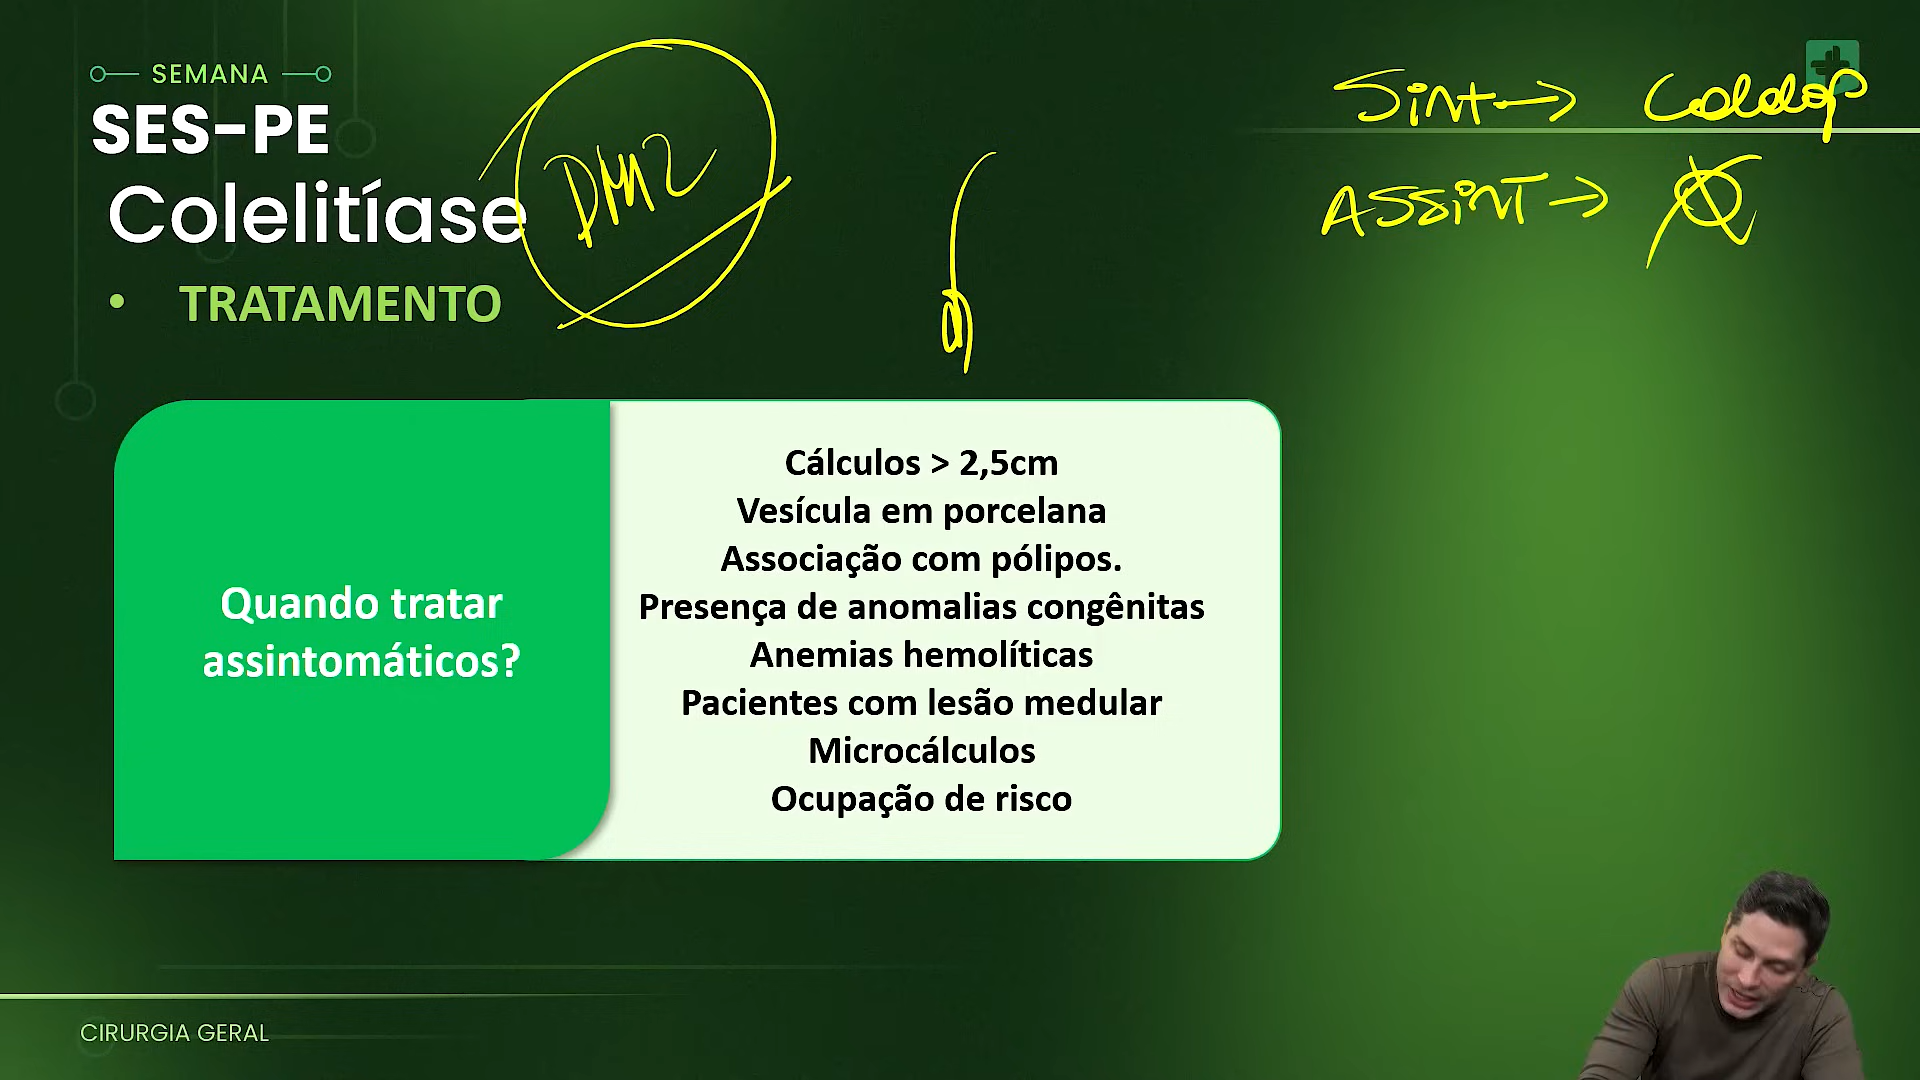 SEMANA
SES-PE
Colelitíase
• TRATAMENTO
DM2
Sint →
ASSiNT →
Quando tratar
assintomáticos?
Cálculos > 2,5cm
Vesícula em porcelana
Associação com pólipos.
Presença de anomalias congênitas
Anemias hemolíticas
Pacientes com lesão medular
Microcálculos
Ocupação de risco
CIRURGIA GERAL